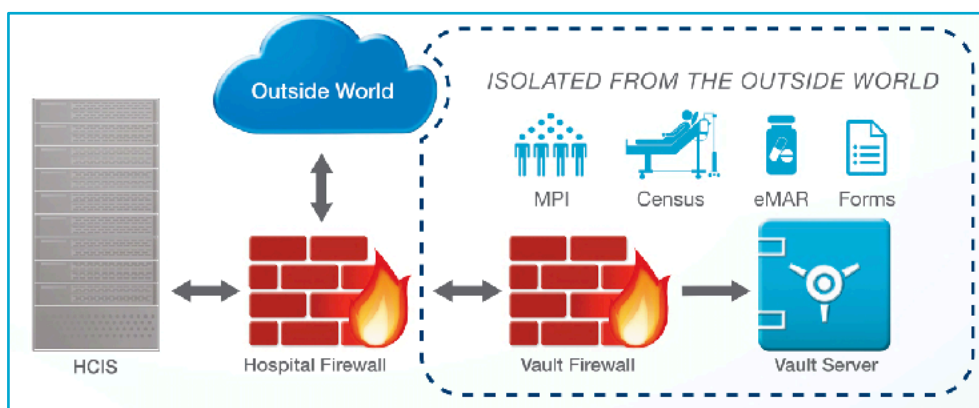 Outside World
ISOLATED FROM THE OUTSIDE WORLD
MPI
Census
eMAR
Forms
HCIS
Hospital Firewall
Vault Firewall
Vault Server